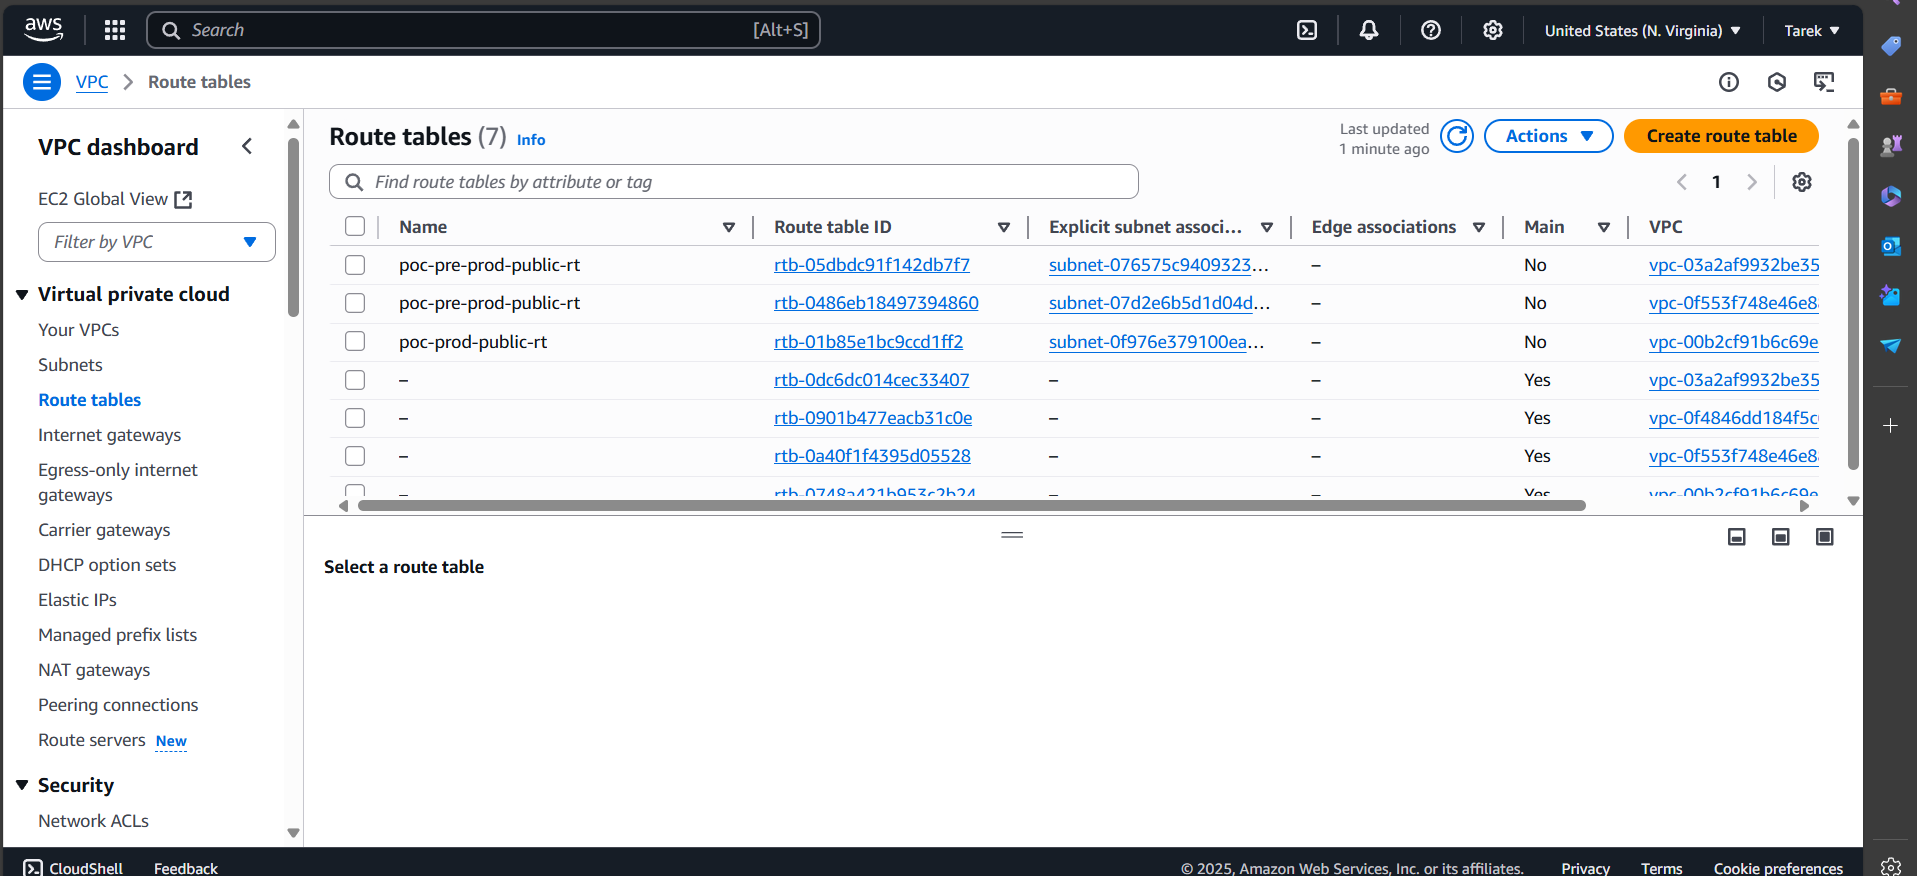 aws
Search [Alt+S]
United States (N. Virginia)
Tarek
VPC
Route tables
VPC dashboard
EC2 Global View
Filter by VPC
Virtual private cloud
Your VPCs
Subnets
Route tables
Internet gateways
Egress-only internet
gateways
Carrier gateways
DHCP option sets
Elastic IPs
Managed prefix lists
NAT gateways
Peering connections
Route servers New
Security
Network ACLs
Route tables (7) Info
Last updated
1 minute ago
Actions
Create route table
Find route tables by attribute or tag
1
Name Route table ID Explicit subnet associ... Edge associations Main VPC
poc-pre-prod-public-rt rtb-05dbdc91f142db7f7 subnet-076575c9409323... – No vpc-03a2af9932be35
poc-pre-prod-public-rt rtb-0486eb18497394860 subnet-07d2e6b5d1d04d... – No vpc-0f553f748e46e8
poc-prod-public-rt rtb-01b85e1bc9ccd1ff2 subnet-0f976e379100ea... – No vpc-00b2cf91b6c69e
– rtb-0dc6dc014cec33407 – – Yes vpc-03a2af9932be35
– rtb-0901b477eacb31c0e – – Yes vpc-0f4846dd184f5c
– rtb-0a40f1f4395d05528 – – Yes vpc-0f553f748e46e8
– rtb-0748a421b953c2b24 – – Yes vpc-00b2cf91b6c69e
Select a route table
CloudShell
Feedback
© 2025, Amazon Web Services, Inc. or its affiliates.
Privacy
Terms
Cookie preferences